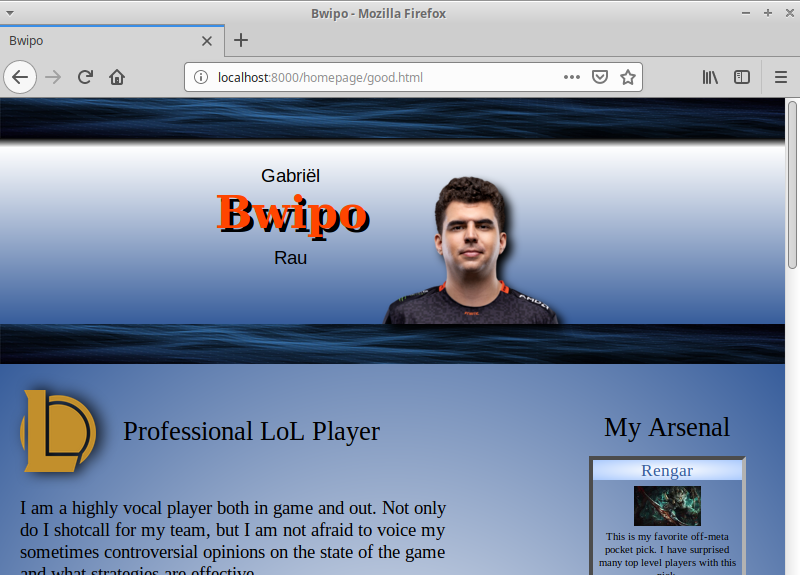 Bwipo - Mozilla Firefox
Bwipo
localhost:8000/homepage/good.html
Gabriël
Bwipo
Rau
AMD
Professional LoL Player
I am a highly vocal player both in game and out. Not only
do I shotcall for my team, but I am not afraid to voice my
sometimes controversial opinions on the state of the game
and what strategies are effective.
My Arsenal
Rengar
This is my favorite off-meta
pocket pick. I have surprised
many top level players with this